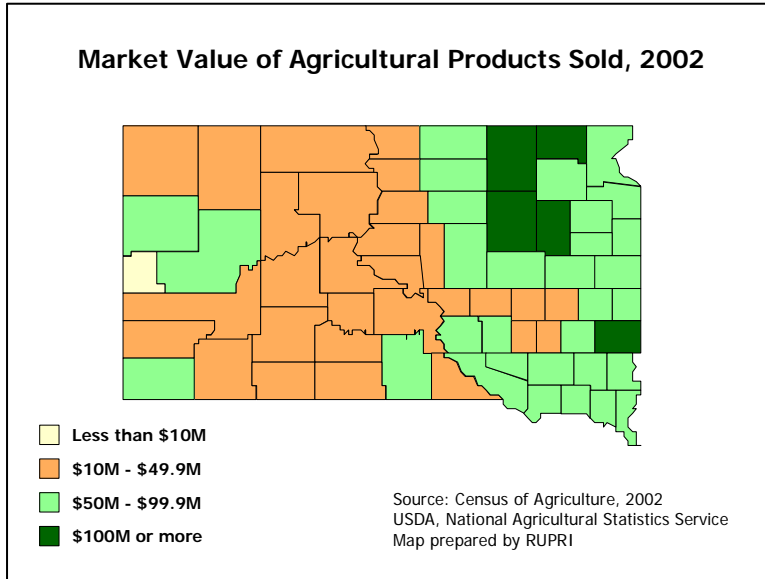 Market Value of Agricultural Products Sold, 2002
Less than $10M
$10M - $49.9M
$50M - $99.9M
$100M or more
Source: Census of Agriculture, 2002
USDA, National Agricultural Statistics Service
Map prepared by RUPRI